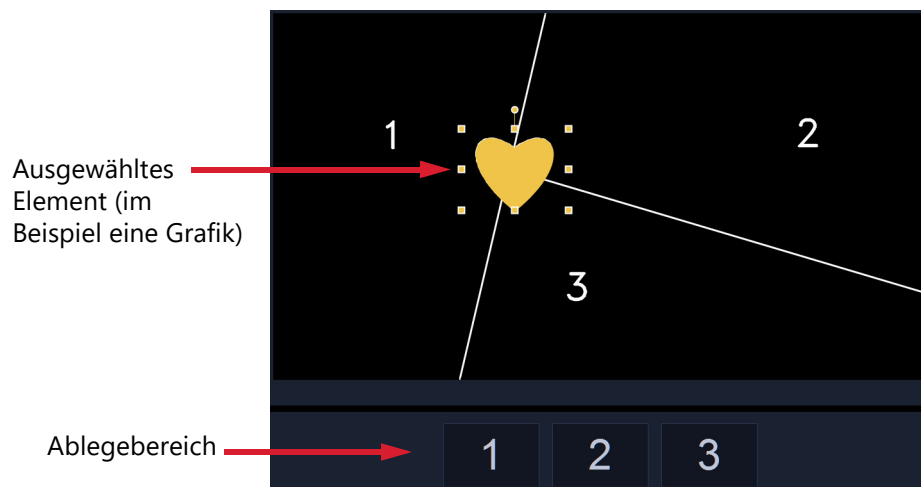 1
2
Ausgewähltes
Element (im
Beispiel eine Grafik)
3
Ablegebereich
1 2 3